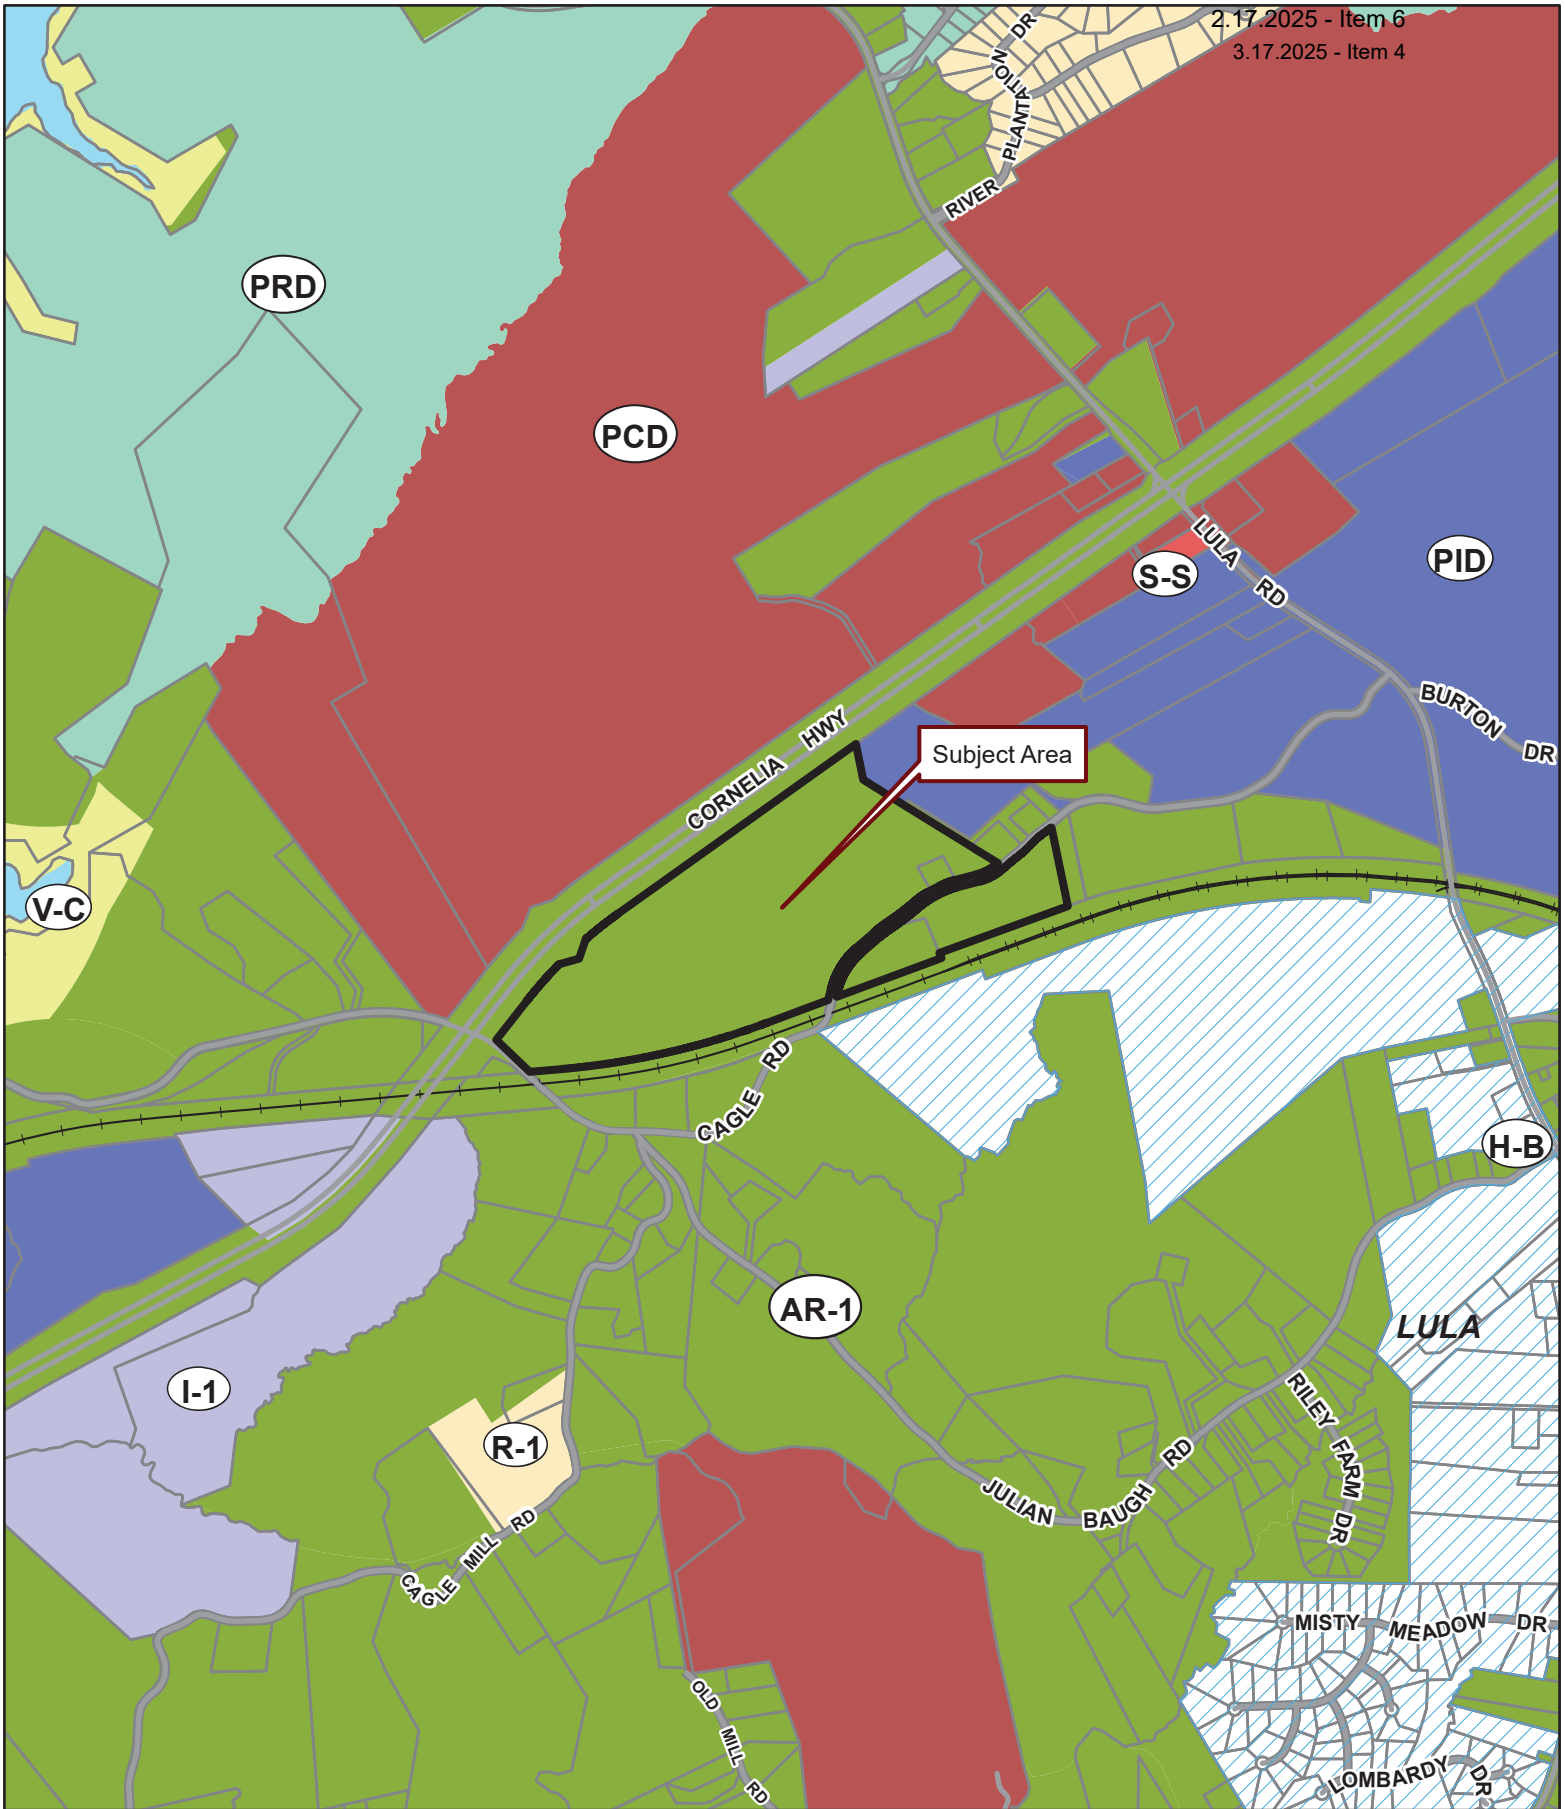 2.17.2025 - Item 6
3.17.2025 - Item 4
PLANTATION DR
RIVER
PRD
PCD
LULA RD
S-S
PID
BURTON DR
CORNELIA HWY
Subject Area
V-C
CAGLE RD
H-B
AR-1
LULA
I-1
R-1
RILEY FARM DR
JULIAN BAUGH RD
CAGLE MILL RD
MISTY MEADOW DR
OLD MILL RD
LOMBARDY DR